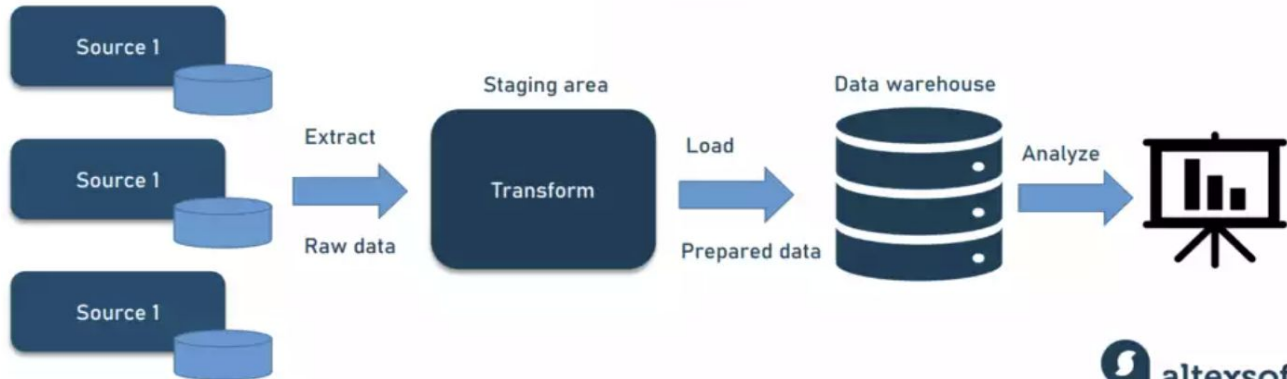 Source 1
Source 1
Source 1
Extract
Raw data
Staging area
Transform
Load
Prepared data
Data warehouse
Analyze